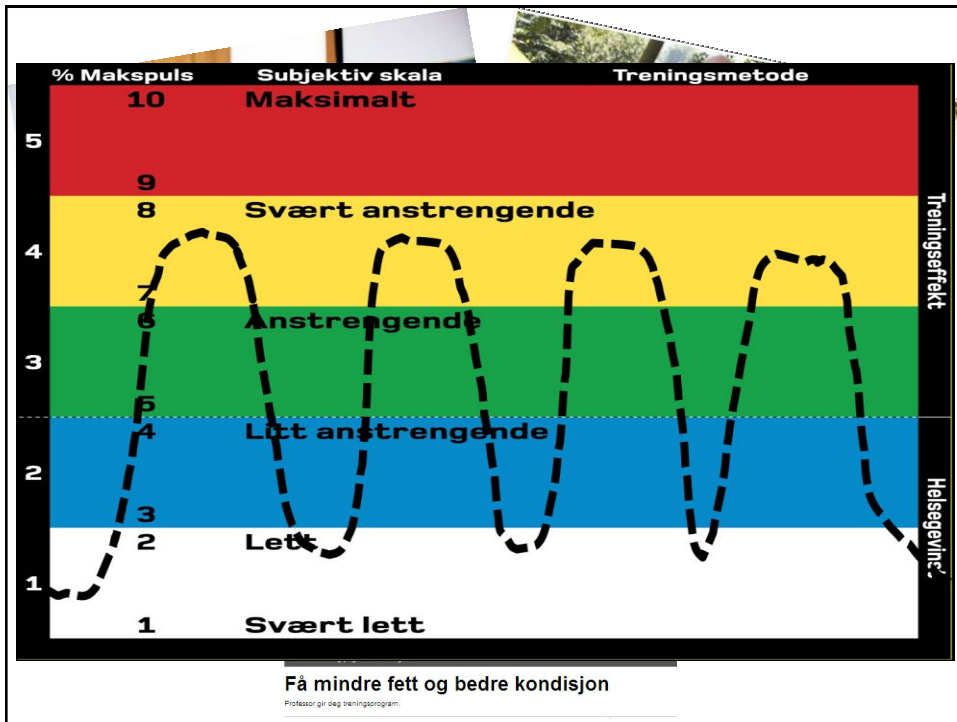 % Makspuls Subjektiv skala Treningsmetode
10 Maksimalt
5
9
8 Svært anstrengende
4
7
6 Anstrengende
3
5
4 Litt anstrengende
2
3
2 Lett
1
1 Svært lett
Treningseffekt
Få mindre fett og bedre kondisjon
Professor gir deg treningsprogram.